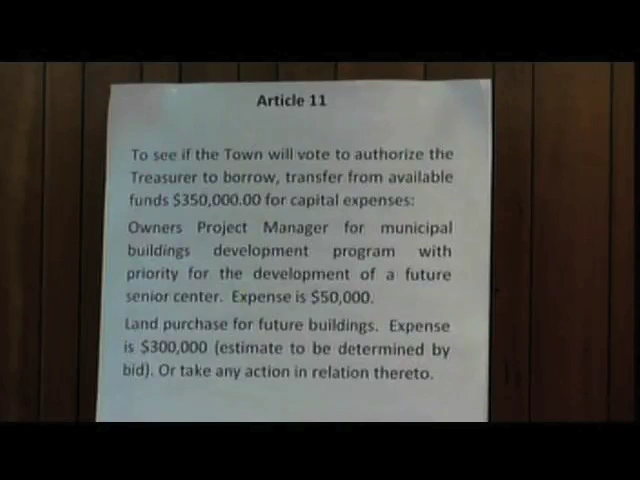 Article 11
To see if the Town will vote to authorize the
Treasurer to borrow, transfer from available
funds $350,000.00 for capital expenses:
Owners Project Manager for municipal
buildings development program with
priority for the development of a future
senior center. Expense is $50,000.
Land purchase for future buildings. Expense
is $300,000 (estimate to be determined by
bid). Or take any action in relation thereto.